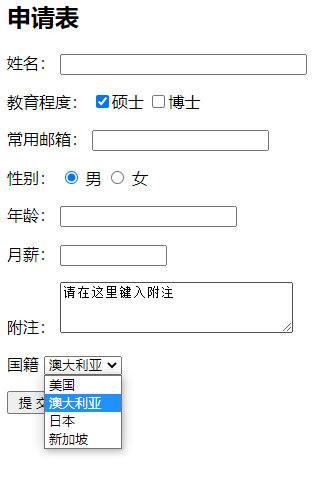 申请表
姓名：
教育程度： 硕士 博士
常用邮箱：
性别： 男 女
年龄：
月薪：
请在这里键入附注
附注：
国籍 澳大利亚
美国
提 交
澳大利亚
日本
新加坡